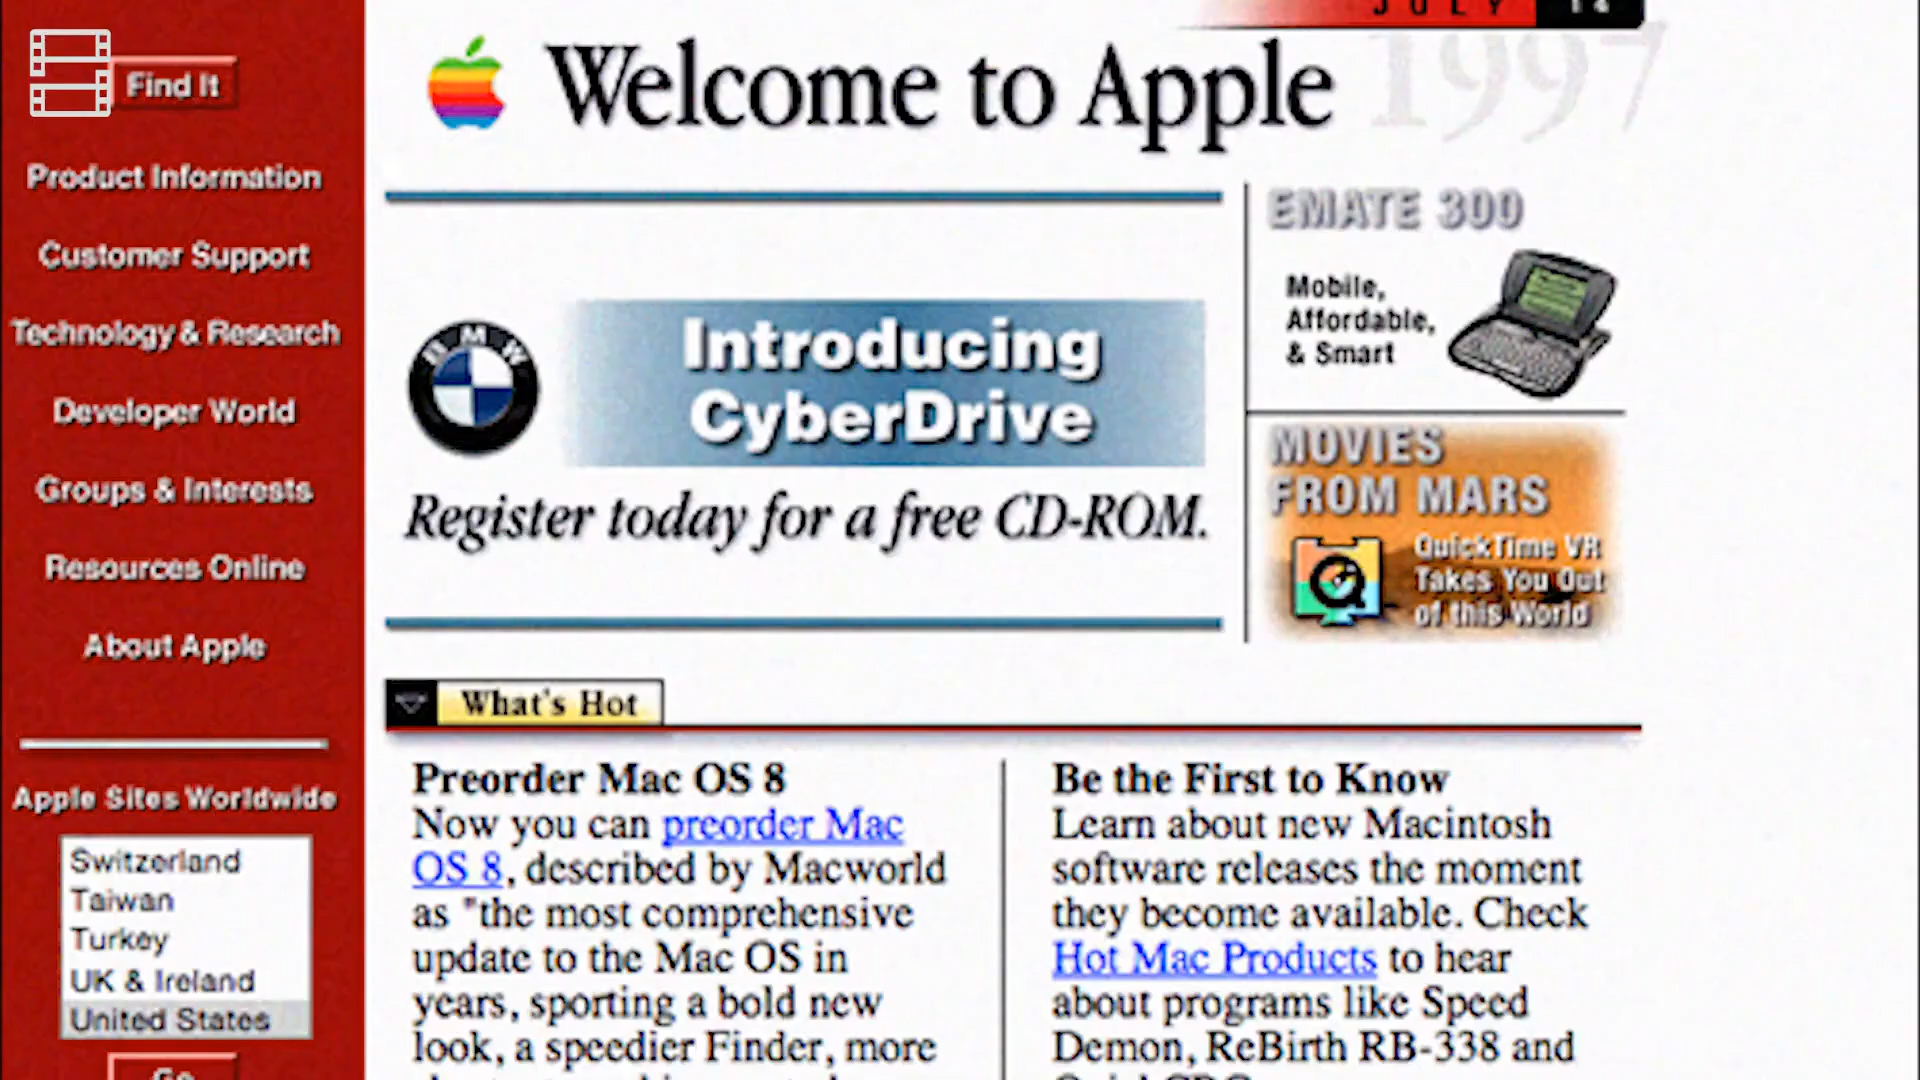 JULY 14
1997
Find It
Welcome to Apple
Product Information
Customer Support
Technology & Research
Developer World
Groups & Interests
Resources Online
About Apple
Apple Sites Worldwide
Switzerland
Taiwan
Turkey
UK & Ireland
United States
Go
BMW
Introducing
CyberDrive
Register today for a free CD-ROM.
EMATE 300
Mobile,
Affordable,
& Smart
MOVIES
FROM MARS
QuickTime VR
Takes You Out
of this World
What's Hot
Preorder Mac OS 8
Now you can preorder Mac
OS 8, described by Macworld
as "the most comprehensive
update to the Mac OS in
years, sporting a bold new
look, a speedier Finder, more
Be the First to Know
Learn about new Macintosh
software releases the moment
they become available. Check
Hot Mac Products to hear
about programs like Speed
Demon, ReBirth RB-338 and